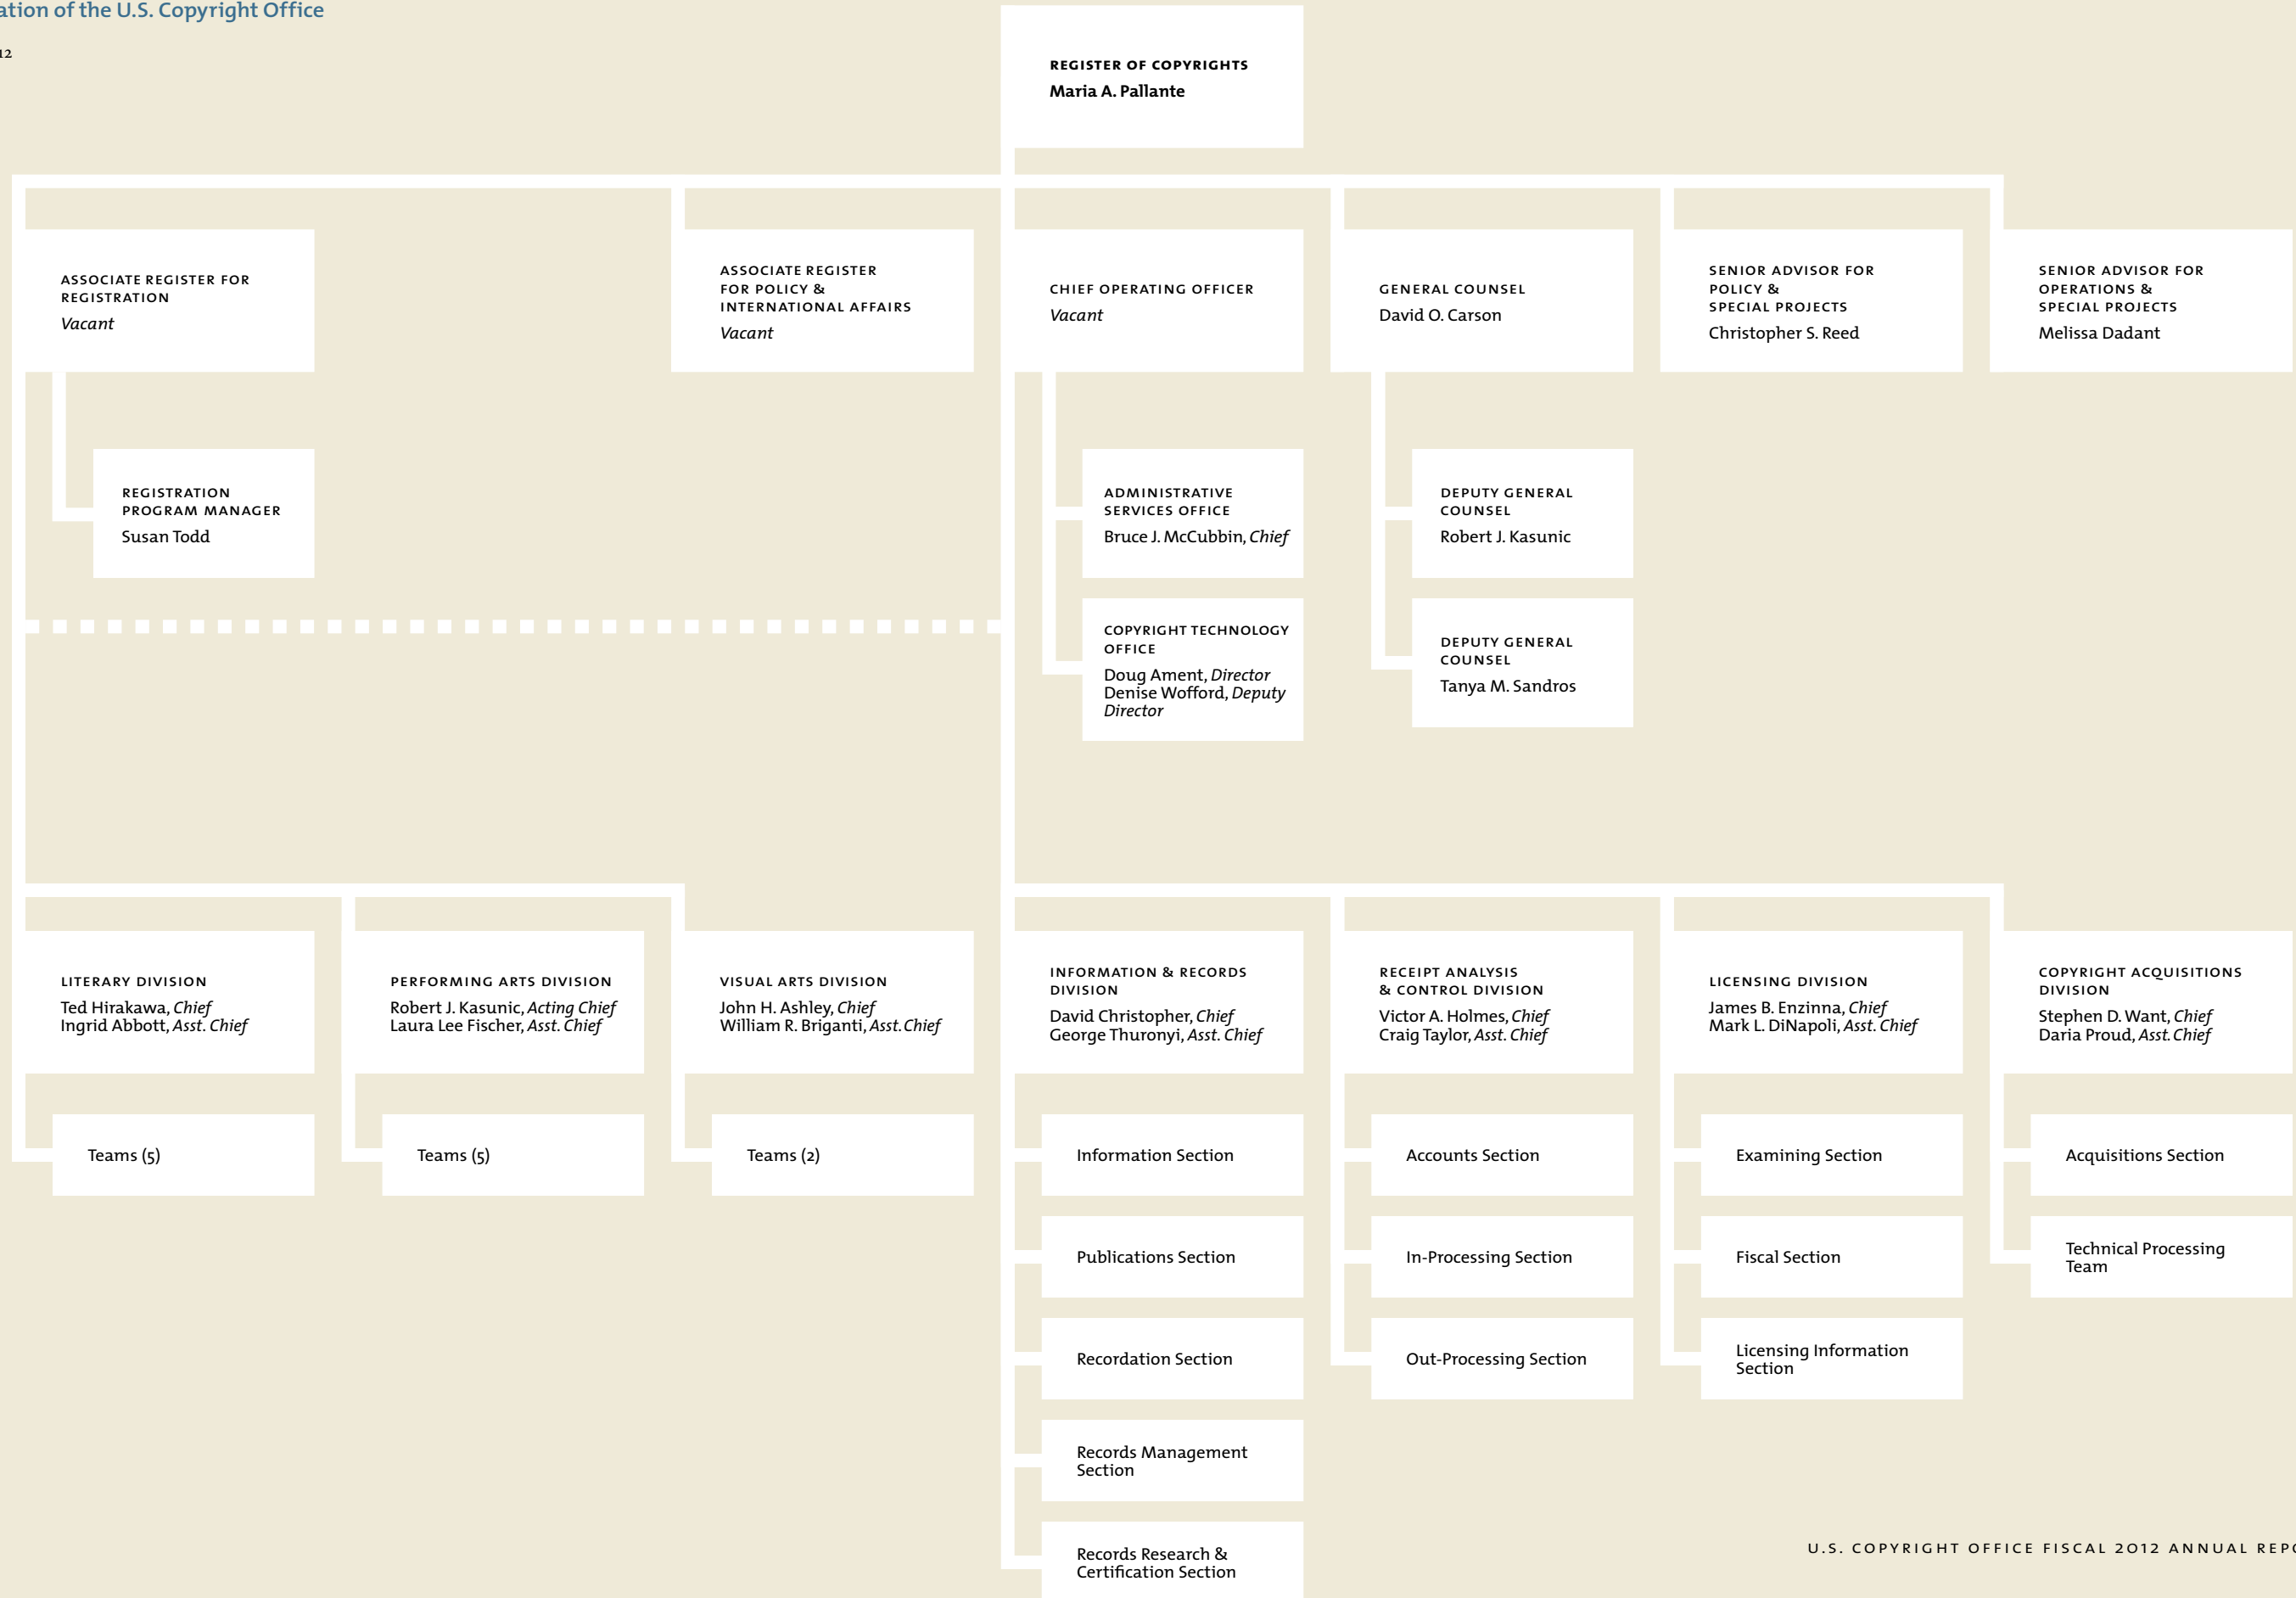 ation of the U.S. Copyright Office
12
REGISTER OF COPYRIGHTS
Maria A. Pallante
ASSOCIATE REGISTER FOR
REGISTRATION
Vacant
ASSOCIATE REGISTER
FOR POLICY &
INTERNATIONAL AFFAIRS
Vacant
CHIEF OPERATING OFFICER
Vacant
GENERAL COUNSEL
David O. Carson
SENIOR ADVISOR FOR
POLICY &
SPECIAL PROJECTS
Christopher S. Reed
SENIOR ADVISOR FOR
OPERATIONS &
SPECIAL PROJECTS
Melissa Dadant
REGISTRATION
PROGRAM MANAGER
Susan Todd
ADMINISTRATIVE
SERVICES OFFICE
Bruce J. McCubbin, Chief
DEPUTY GENERAL
COUNSEL
Robert J. Kasunic
COPYRIGHT TECHNOLOGY
OFFICE
Doug Ament, Director
Denise Wofford, Deputy
Director
DEPUTY GENERAL
COUNSEL
Tanya M. Sandros
LITERARY DIVISION
Ted Hirakawa, Chief
Ingrid Abbott, Asst. Chief
PERFORMING ARTS DIVISION
Robert J. Kasunic, Acting Chief
Laura Lee Fischer, Asst. Chief
VISUAL ARTS DIVISION
John H. Ashley, Chief
William R. Briganti, Asst. Chief
INFORMATION & RECORDS
DIVISION
David Christopher, Chief
George Thuronyi, Asst. Chief
RECEIPT ANALYSIS
& CONTROL DIVISION
Victor A. Holmes, Chief
Craig Taylor, Asst. Chief
LICENSING DIVISION
James B. Enzinna, Chief
Mark L. DiNapoli, Asst. Chief
COPYRIGHT ACQUISITIONS
DIVISION
Stephen D. Want, Chief
Daria Proud, Asst. Chief
Teams (5)
Teams (5)
Teams (2)
Information Section
Accounts Section
Examining Section
Acquisitions Section
Publications Section
In-Processing Section
Fiscal Section
Technical Processing
Team
Recordation Section
Out-Processing Section
Licensing Information
Section
Records Management
Section
Records Research &
Certification Section
U.S. COPYRIGHT OFFICE FISCAL 2012 ANNUAL REPO